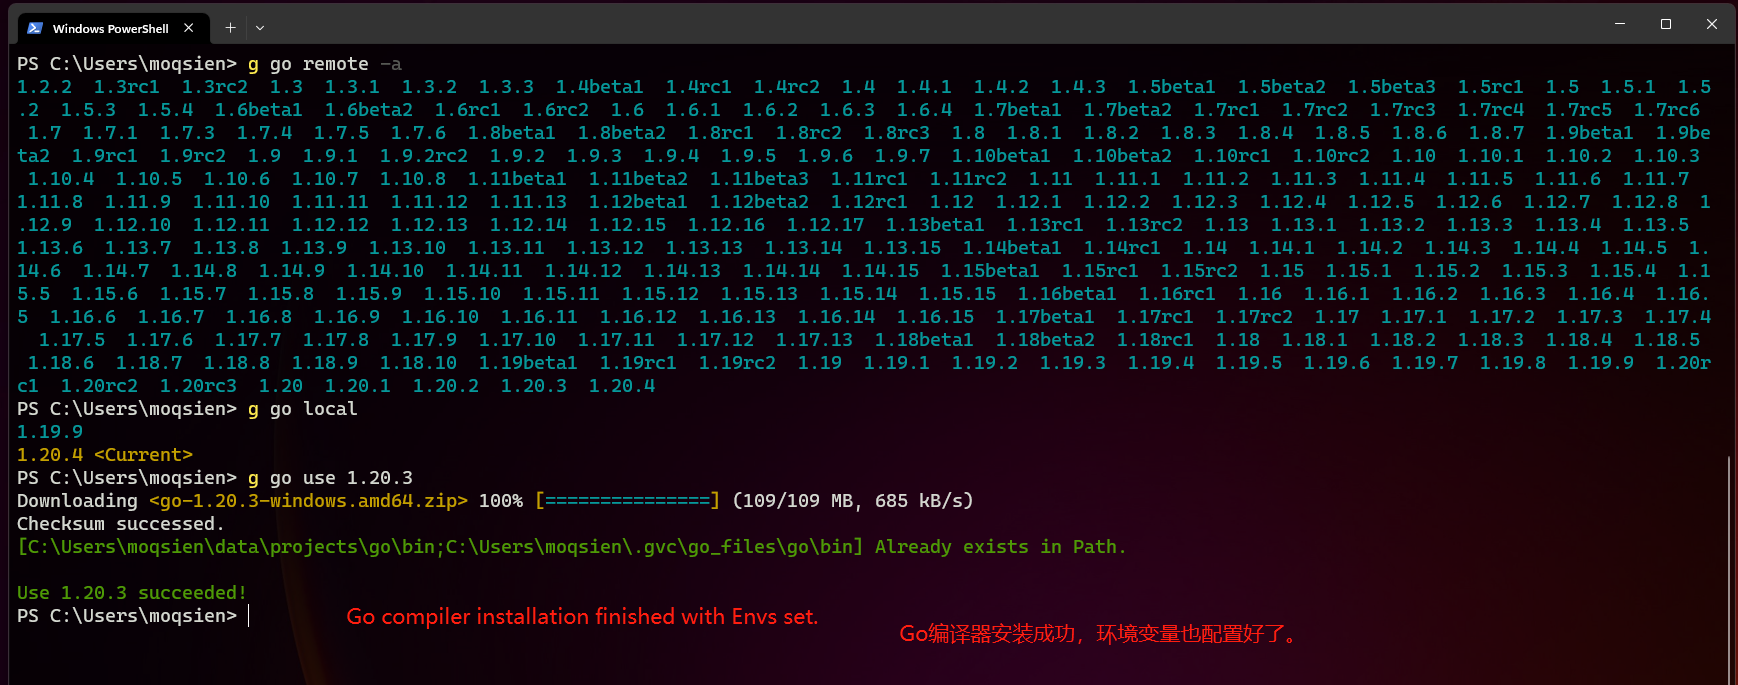 Windows PowerShell
PS C:\Users\moqsien> g go remote -a
1.2.2  1.3rc1  1.3rc2  1.3  1.3.1  1.3.2  1.3.3  1.4beta1  1.4rc1  1.4rc2  1.4  1.4.1  1.4.2  1.4.3  1.5beta1  1.5beta2  1.5beta3  1.5rc1  1.5  1.5.1  1.5
.2  1.5.3  1.5.4  1.6beta1  1.6beta2  1.6rc1  1.6rc2  1.6  1.6.1  1.6.2  1.6.3  1.6.4  1.7beta1  1.7beta2  1.7rc1  1.7rc2  1.7rc3  1.7rc4  1.7rc5  1.7rc6
1.7  1.7.1  1.7.3  1.7.4  1.7.5  1.7.6  1.8beta1  1.8beta2  1.8rc1  1.8rc2  1.8rc3  1.8  1.8.1  1.8.2  1.8.3  1.8.4  1.8.5  1.8.6  1.8.7  1.9beta1  1.9be
ta2  1.9rc1  1.9rc2  1.9  1.9.1  1.9.2rc2  1.9.2  1.9.3  1.9.4  1.9.5  1.9.6  1.9.7  1.10beta1  1.10beta2  1.10rc1  1.10rc2  1.10  1.10.1  1.10.2  1.10.3
1.10.4  1.10.5  1.10.6  1.10.7  1.10.8  1.11beta1  1.11beta2  1.11beta3  1.11rc1  1.11rc2  1.11  1.11.1  1.11.2  1.11.3  1.11.4  1.11.5  1.11.6  1.11.7
1.11.8  1.11.9  1.11.10  1.11.11  1.11.12  1.11.13  1.12beta1  1.12beta2  1.12rc1  1.12  1.12.1  1.12.2  1.12.3  1.12.4  1.12.5  1.12.6  1.12.7  1.12.8  1
.12.9  1.12.10  1.12.11  1.12.12  1.12.13  1.12.14  1.12.15  1.12.16  1.12.17  1.13beta1  1.13rc1  1.13rc2  1.13  1.13.1  1.13.2  1.13.3  1.13.4  1.13.5
1.13.6  1.13.7  1.13.8  1.13.9  1.13.10  1.13.11  1.13.12  1.13.13  1.13.14  1.13.15  1.14beta1  1.14rc1  1.14  1.14.1  1.14.2  1.14.3  1.14.4  1.14.5  1.
14.6  1.14.7  1.14.8  1.14.9  1.14.10  1.14.11  1.14.12  1.14.13  1.14.14  1.14.15  1.15beta1  1.15rc1  1.15rc2  1.15  1.15.1  1.15.2  1.15.3  1.15.4  1.1
5.5  1.15.6  1.15.7  1.15.8  1.15.9  1.15.10  1.15.11  1.15.12  1.15.13  1.15.14  1.15.15  1.16beta1  1.16rc1  1.16  1.16.1  1.16.2  1.16.3  1.16.4  1.16.
5  1.16.6  1.16.7  1.16.8  1.16.9  1.16.10  1.16.11  1.16.12  1.16.13  1.16.14  1.16.15  1.17beta1  1.17rc1  1.17rc2  1.17  1.17.1  1.17.2  1.17.3  1.17.4
1.17.5  1.17.6  1.17.7  1.17.8  1.17.9  1.17.10  1.17.11  1.17.12  1.17.13  1.18beta1  1.18beta2  1.18rc1  1.18  1.18.1  1.18.2  1.18.3  1.18.4  1.18.5
1.18.6  1.18.7  1.18.8  1.18.9  1.18.10  1.19beta1  1.19rc1  1.19rc2  1.19  1.19.1  1.19.2  1.19.3  1.19.4  1.19.5  1.19.6  1.19.7  1.19.8  1.19.9  1.20r
c1  1.20rc2  1.20rc3  1.20  1.20.1  1.20.2  1.20.3  1.20.4
PS C:\Users\moqsien> g go local
1.19.9
1.20.4 <Current>
PS C:\Users\moqsien> g go use 1.20.3
Downloading <go-1.20.3-windows.amd64.zip> 100% [===============] (109/109 MB, 685 kB/s)
Checksum successed.
[C:\Users\moqsien\data\projects\go\bin;C:\Users\moqsien\.gvc\go_files\go\bin] Already exists in Path.
Use 1.20.3 succeeded!
PS C:\Users\moqsien>
Go compiler installation finished with Envs set.
Go编译器安装成功，环境变量也配置好了。